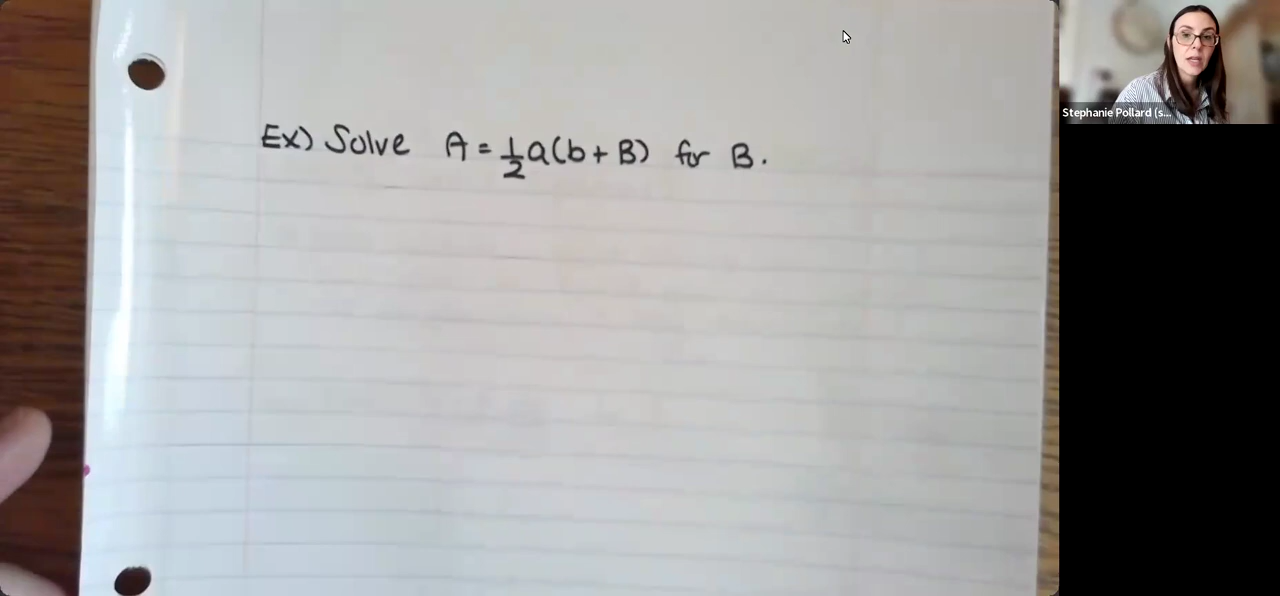 Ex) Solve A = 1/2 a(b + B) for B.
Stephanie Pollard (s...